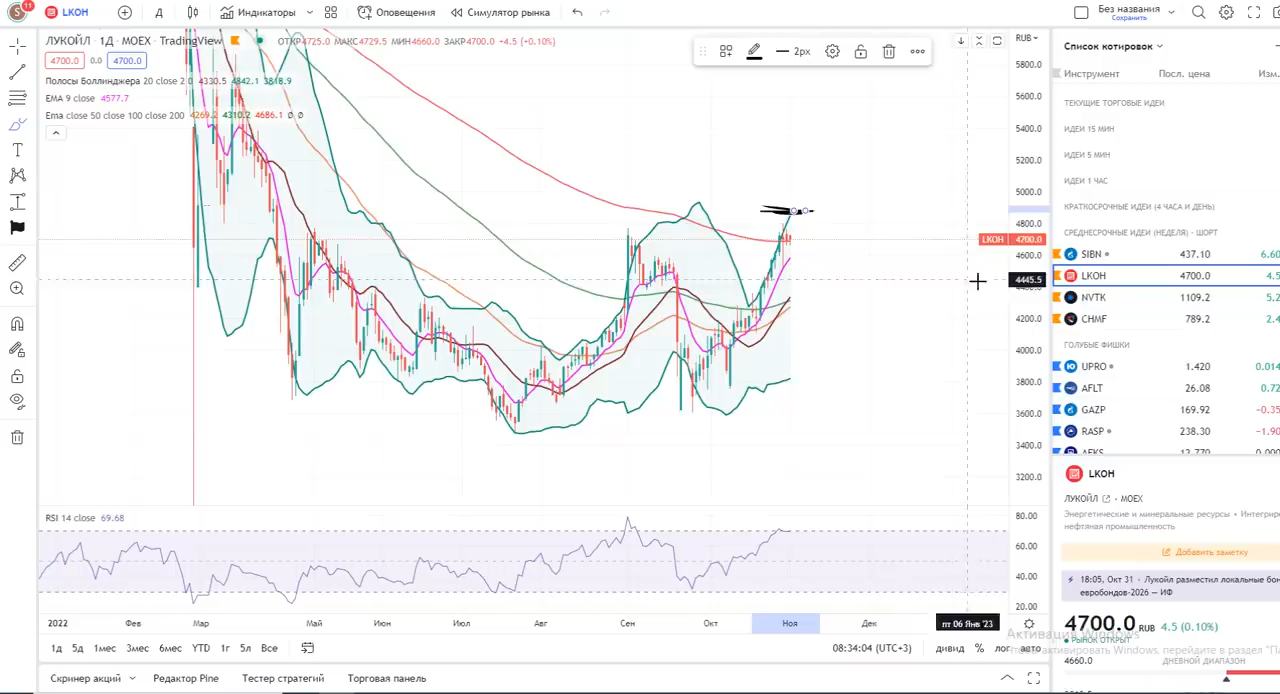 11
S LKOH Д Индикаторы Оповещения Симулятор рынка Без названия
Сохранить
ЛУКОЙЛ · 1Д · MOEX · TradingView ОТКР4725.0 МАКС4729.5 МИН4660.0 ЗАКР4700.0 -4.5 (-0.10%)
4700.0 0.0 4700.0
Полосы Боллинджера 20 close 2 0 4330.5 4842.1 3818.9
EMA 9 close 4577.7
Ema close 50 close 100 close 200 4269.2 4310.2 4686.1 ∅ ∅
2px
RUB
5800.0
5600.0
5400.0
5200.0
5000.0
4800.0
LKOH 4700.0
4600.0
4445.5
4400.0
4200.0
4000.0
3800.0
3600.0
3400.0
3200.0
RSI 14 close 69.68
80.00
60.00
40.00
20.00
2022 Фев Мар Май Июн Июл Авг Сен Окт Ноя Дек пт 06 Янв '23
1д 5д 1мес 3мес 6мес YTD 1г 5л Все 08:34:04 (UTC+3) дивид % лог авто
Скринер акций Редактор Pine Тестер стратегий Торговая панель
Список котировок
Инструмент Посл. цена Изм.
ТЕКУЩИЕ ТОРГОВЫЕ ИДЕИ
ИДЕИ 15 МИН
ИДЕИ 5 МИН
ИДЕИ 1 ЧАС
КРАТКОСРОЧНЫЕ ИДЕИ (4 ЧАСА И ДЕНЬ)
СРЕДНЕСРОЧНЫЕ ИДЕИ (НЕДЕЛЯ) - ШОРТ
SIBN 437.10 6.60
LKOH 4700.0 4.5
NVTK 1109.2 5.2
CHMF 789.2 2.4
ГОЛУБЫЕ ФИШКИ
UPRO 1.420 0.014
AFLT 26.08 0.72
GAZP 169.92 -0.35
RASP 238.30 -1.90
AFKS 13.770 0.090
LKOH
ЛУКОЙЛ · MOEX
Энергетические и минеральные ресурсы • Интегрир
нефтяная промышленность
Добавить заметку
18:05, Окт 31 · Лукойл разместил локальные бон
евробондов-2026 — ИФ
4700.0 RUB 4.5 (0.10%)
РЫНОК ОТКРЫТ
Активация Windows
активировать Windows, перейдите в раздел "П
4660.0 ДНЕВНОЙ ДИАПАЗОН